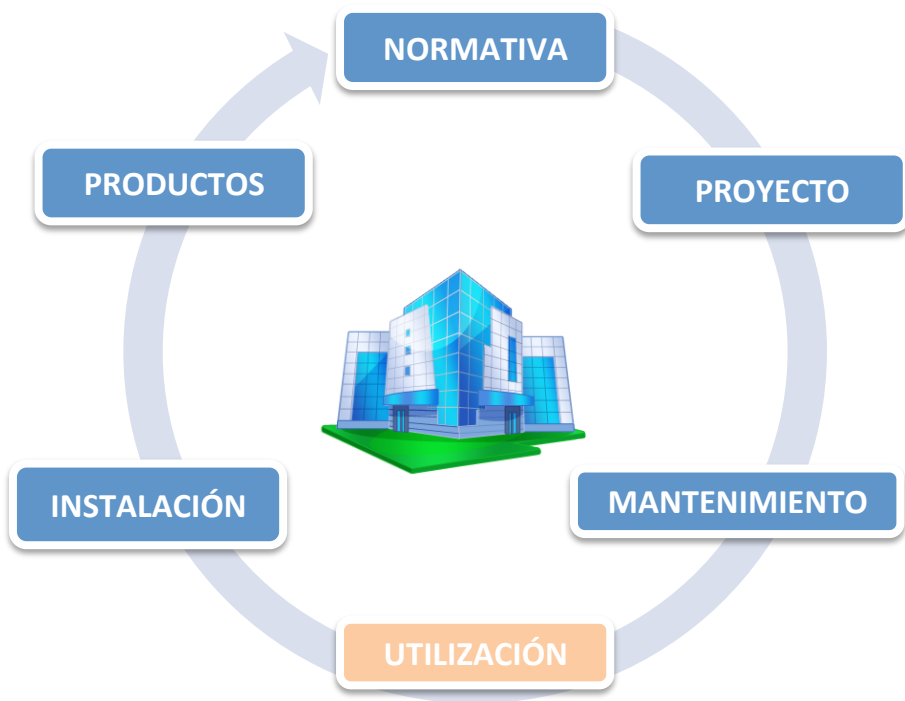 NORMATIVA
PROYECTO
MANTENIMIENTO
UTILIZACIÓN
INSTALACIÓN
PRODUCTOS